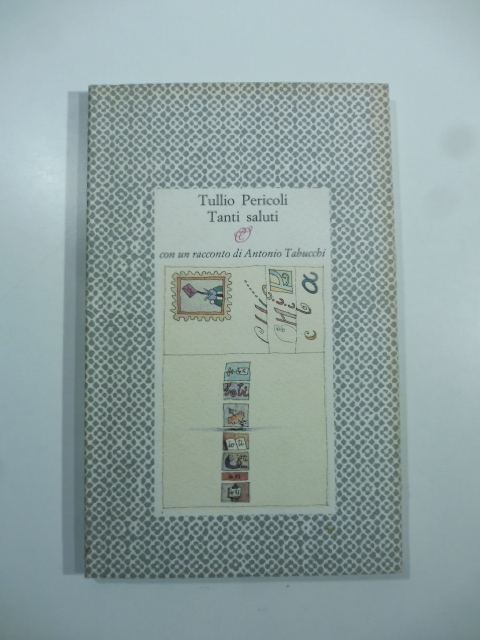 Tullio Pericoli
Tanti saluti
con un racconto di Antonio Tabucchi